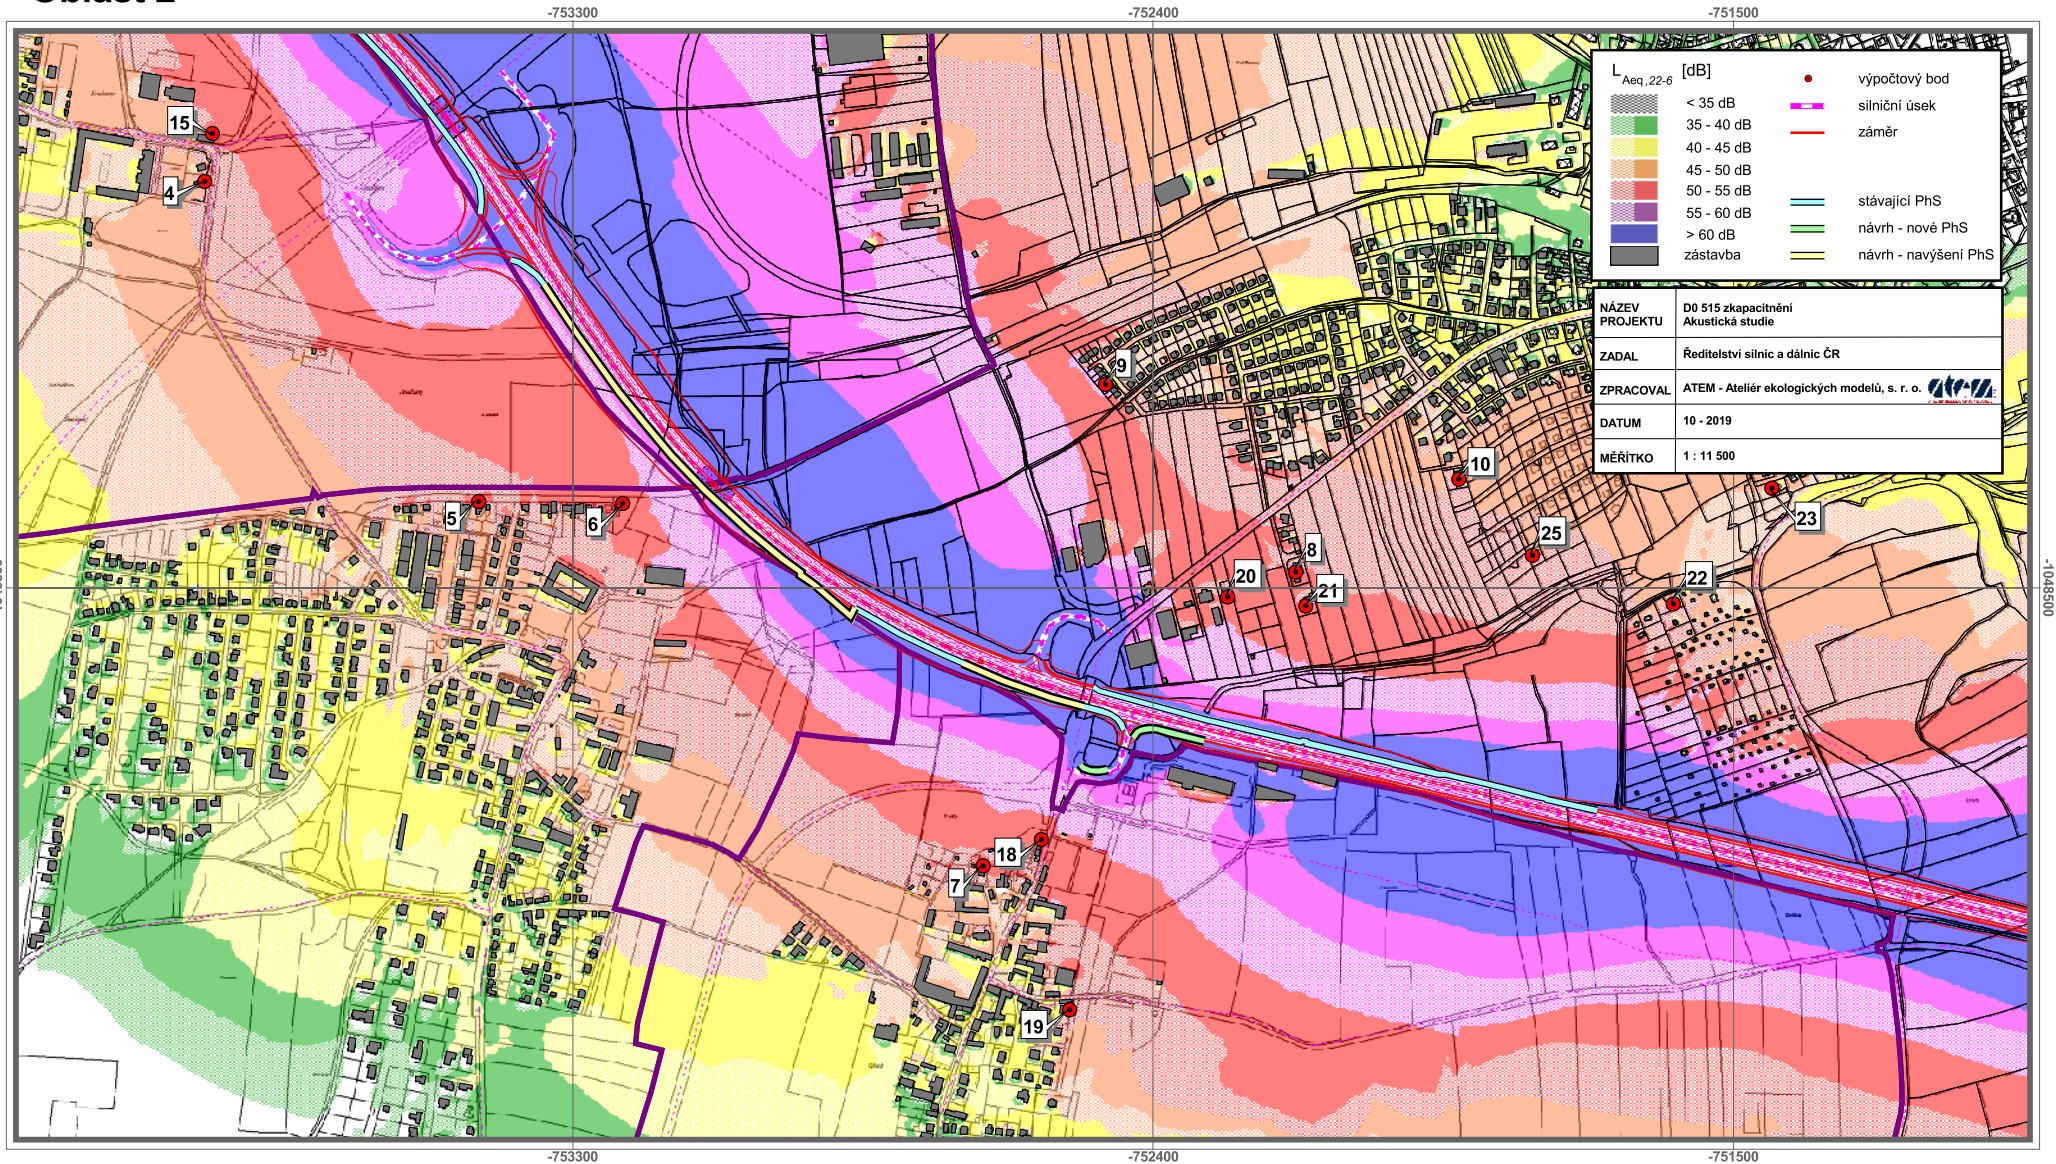 -753300
-752400
-751500
L Aeq,22-6 [dB]
< 35 dB
35 - 40 dB
40 - 45 dB
45 - 50 dB
50 - 55 dB
55 - 60 dB
> 60 dB
zástavba
výpočtový bod
silniční úsek
záměr
stávající PhS
návrh - nové PhS
návrh - navýšení PhS
NÁZEV PROJEKTU
D0 515 zkapacitnění
Akustická studie
ZADAL
Ředitelství silnic a dálnic ČR
ZPRACOVAL
ATEM - Ateliér ekologických modelů, s. r. o.
atem
DATUM
10 - 2019
MĚŘÍTKO
1 : 11 500
15
4
9
10
5
6
23
25
8
20
21
22
18
7
19
-1048500
-753300
-752400
-751500